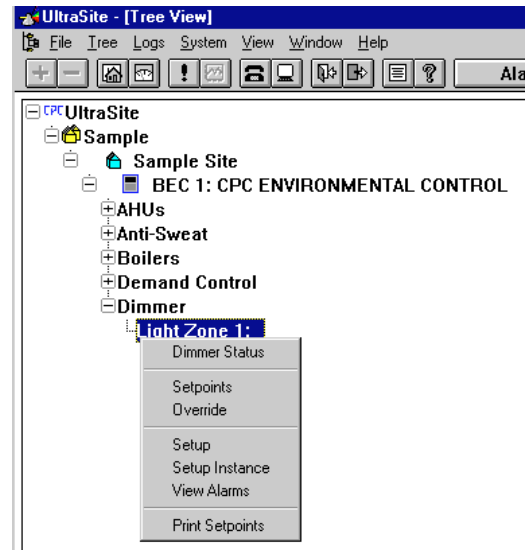 UltraSite - [Tree View]
File Tree Logs System View Window Help
Ala
CPC UltraSite
Sample
Sample Site
BEC 1: CPC ENVIRONMENTAL CONTROL
AHUs
Anti-Sweat
Boilers
Demand Control
Dimmer
Light Zone 1:
Dimmer Status
Setpoints
Override
Setup
Setup Instance
View Alarms
Print Setpoints